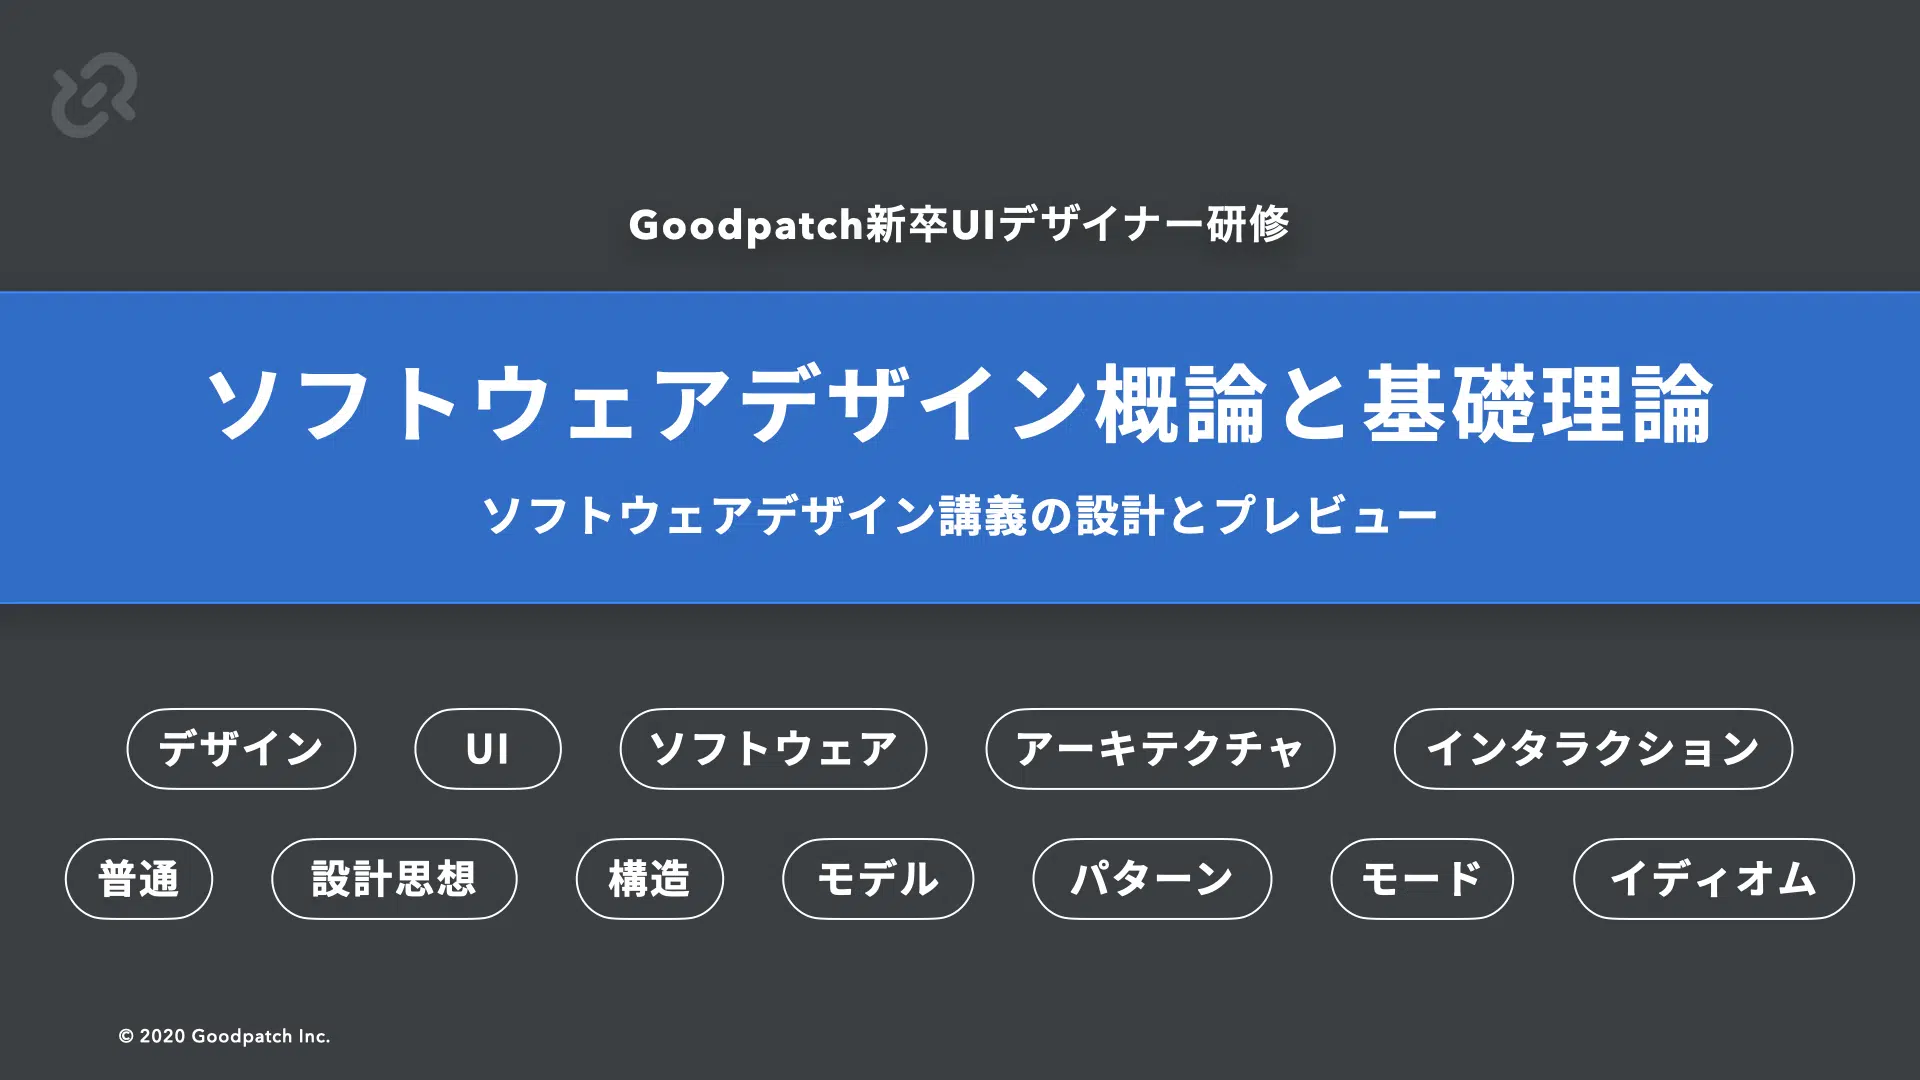 Goodpatch新卒UIデザイナー研修
ソフトウェアデザイン概論と基礎理論
ソフトウェアデザイン講義の設計とプレビュー
デザイン UI ソフトウェア アーキテクチャ インタラクション
普通 設計思想 構造 モデル パターン モード イディオム
© 2020 Goodpatch Inc.